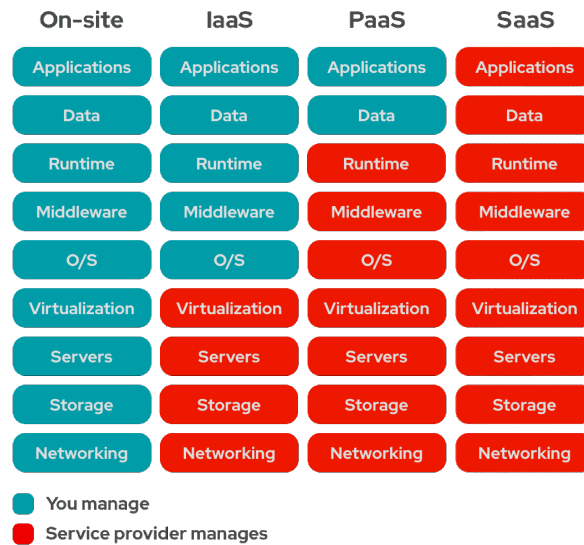 On-site IaaS PaaS SaaS
Applications Applications Applications Applications
Data Data Data Data
Runtime Runtime Runtime Runtime
Middleware Middleware Middleware Middleware
O/S O/S O/S O/S
Virtualization Virtualization Virtualization Virtualization
Servers Servers Servers Servers
Storage Storage Storage Storage
Networking Networking Networking Networking
You manage
Service provider manages